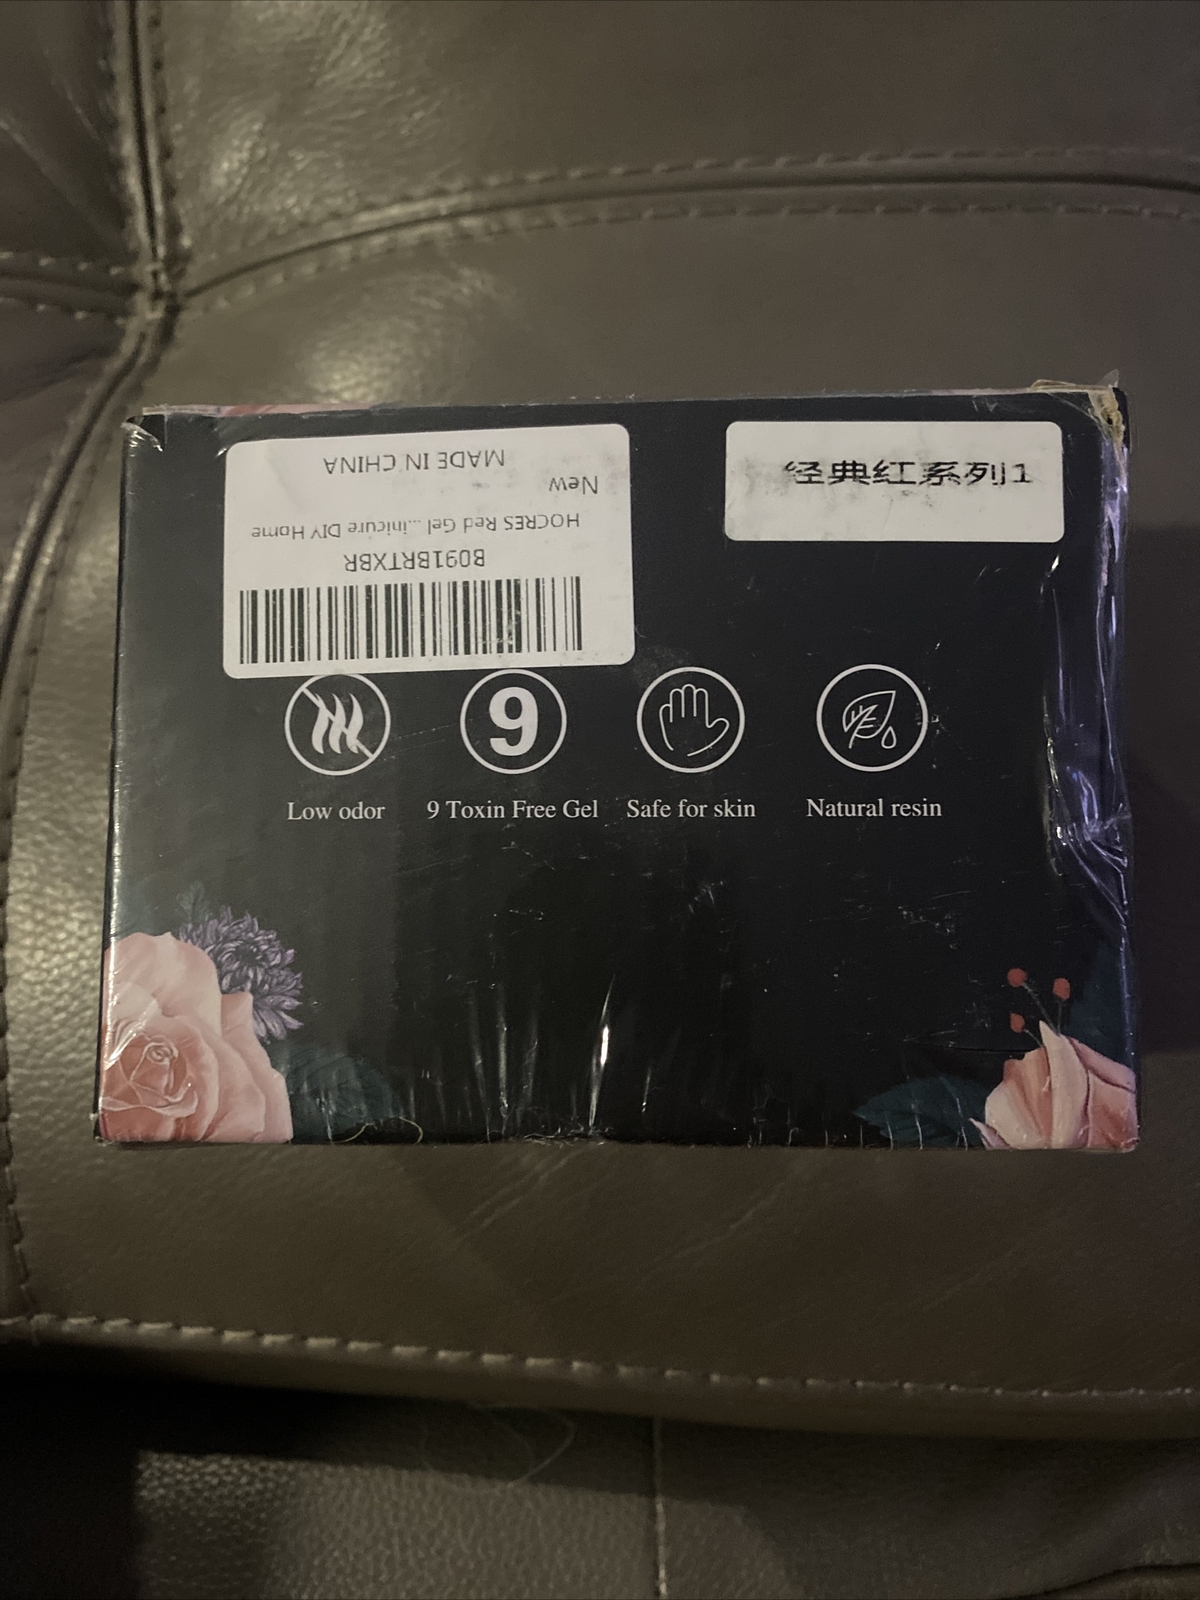 MADE IN CHINA
New
HOCRES Red Gel ...inicure DIY Home
B091BRTXBR
经典红系列1
9
Low odor
9 Toxin Free Gel
Safe for skin
Natural resin